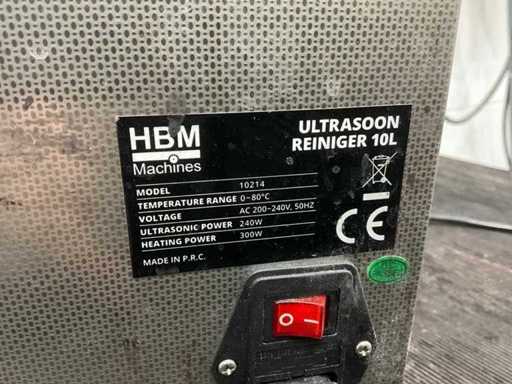 HBM
Machines
ULTRASOON
REINIGER 10L
MODEL 10214
TEMPERATURE RANGE 0~80°C
VOLTAGE AC 200~240V, 50HZ
ULTRASONIC POWER 240W
HEATING POWER 300W
MADE IN P.R.C.
CE
O I